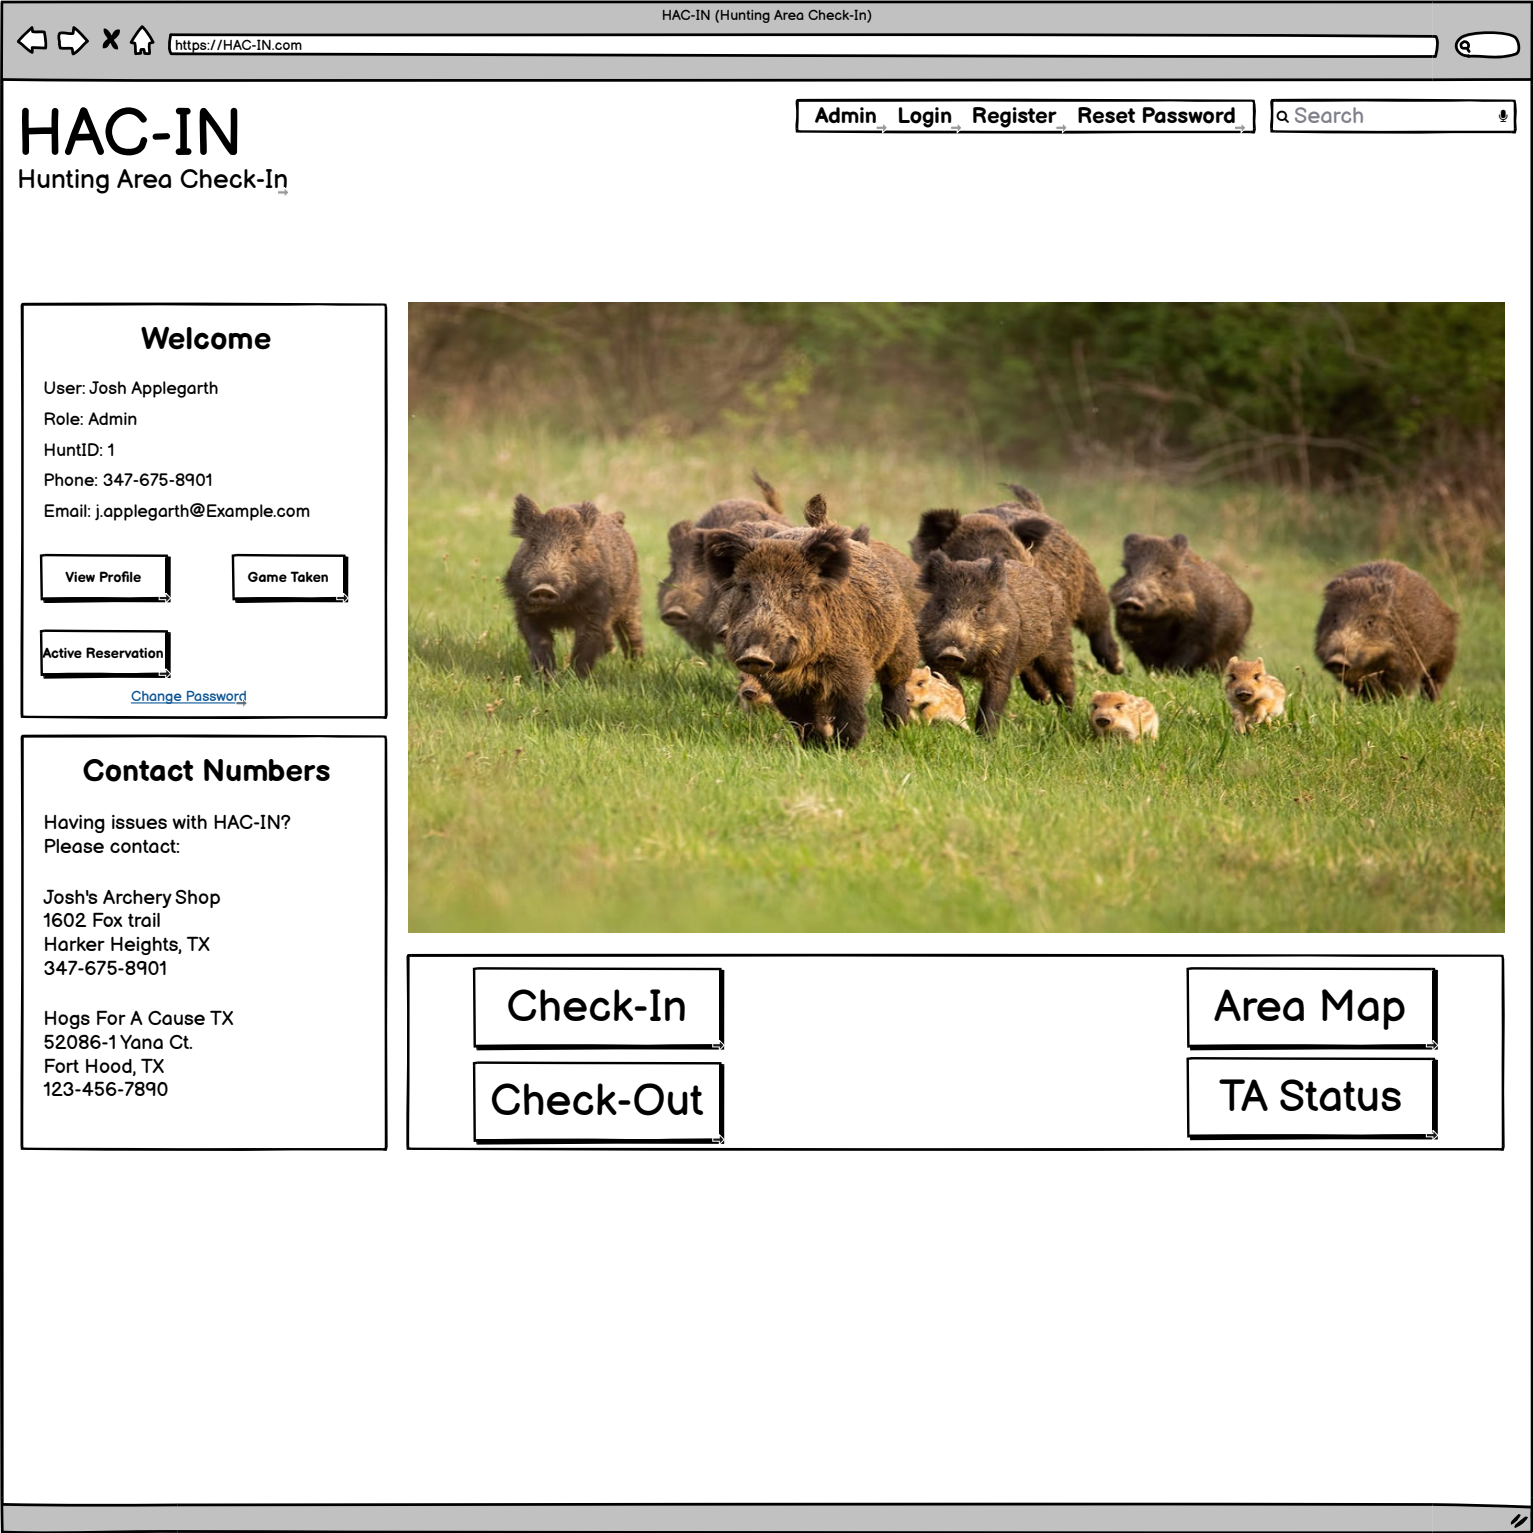 HAC-IN (Hunting Area Check-In)
https://HAC-IN.com
HAC-IN
Hunting Area Check-In
Admin Login Register Reset Password
Search
Welcome
User: Josh Applegarth
Role: Admin
HuntID: 1
Phone: 347-675-8901
Email: j.applegarth@Example.com
View Profile
Game Taken
Active Reservation
Change Password
Contact Numbers
Having issues with HAC-IN?
Please contact:
Josh's Archery Shop
1602 Fox trail
Harker Heights, TX
347-675-8901
Hogs For A Cause TX
52086-1 Yana Ct.
Fort Hood, TX
123-456-7890
Check-In
Area Map
Check-Out
TA Status